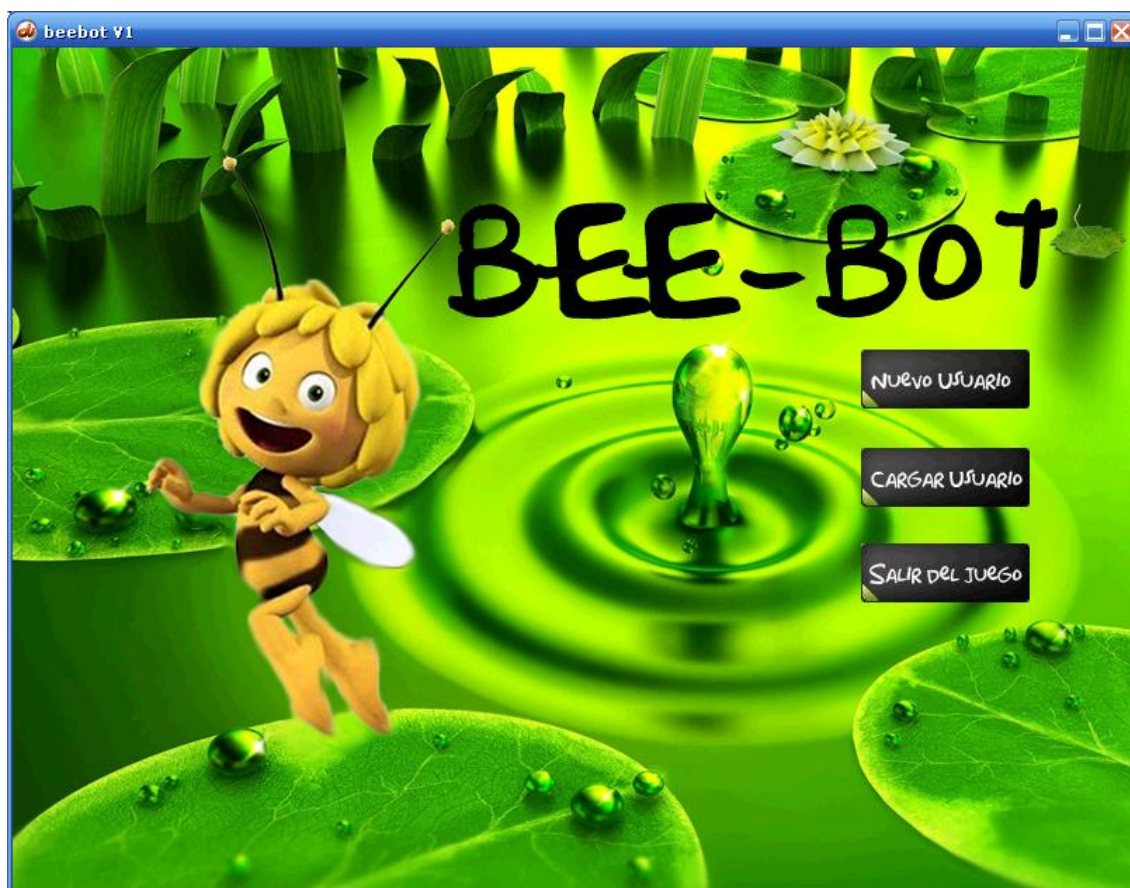 beebot V1
BEE-BOT
NUEVO USUARIO
CARGAR USUARIO
SALIR DEL JUEGO